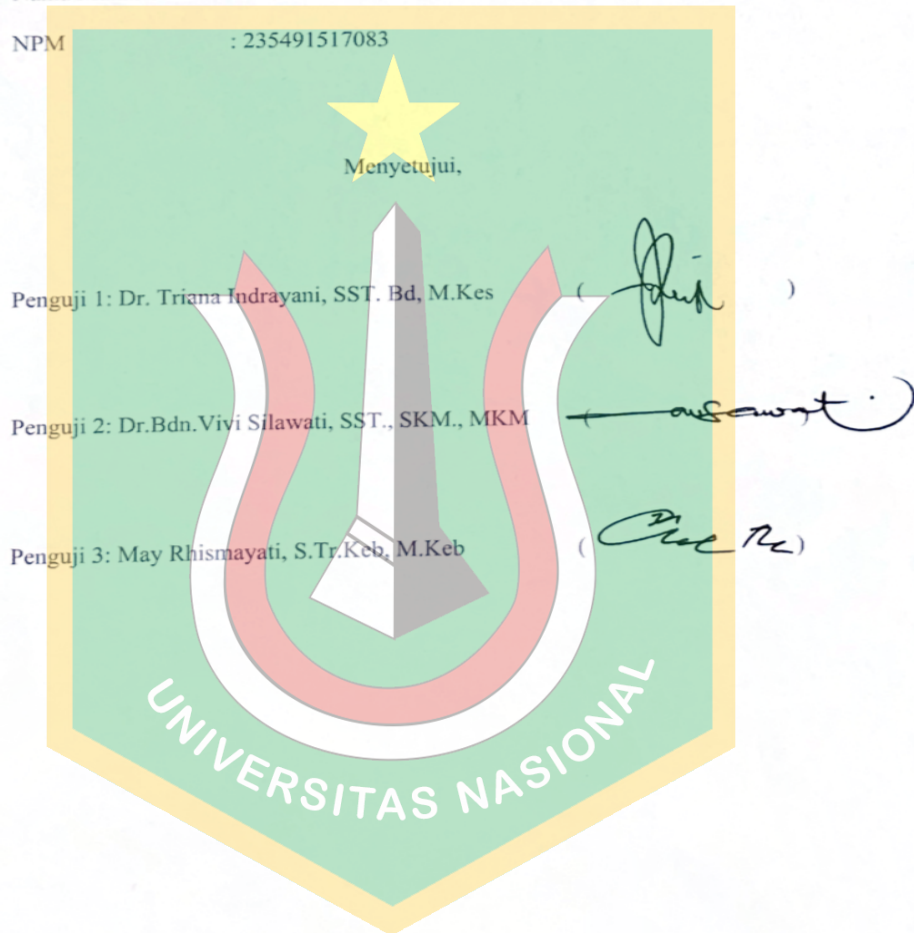 NPM : 235491517083
Menyetujui,
Penguji 1: Dr. Triana Indrayani, SST. Bd, M.Kes ( )
Penguji 2: Dr.Bdn.Vivi Silawati, SST., SKM., MKM ( )
Penguji 3: May Rhismayati, S.Tr.Keb, M.Keb ( )
UNIVERSITAS NASIONAL